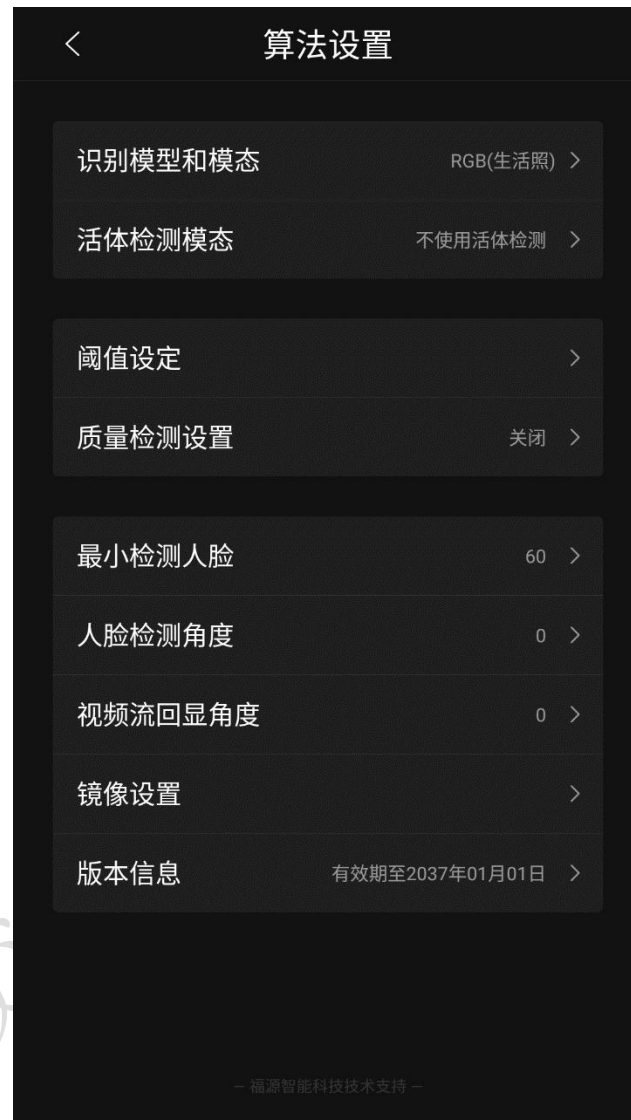 算法设置
识别模型和模态 RGB(生活照)
活体检测模态 不使用活体检测
阈值设定
质量检测设置 关闭
最小检测人脸 60
人脸检测角度 0
视频流回显角度 0
镜像设置
版本信息 有效期至2037年01月01日
– 福源智能科技技术支持 –